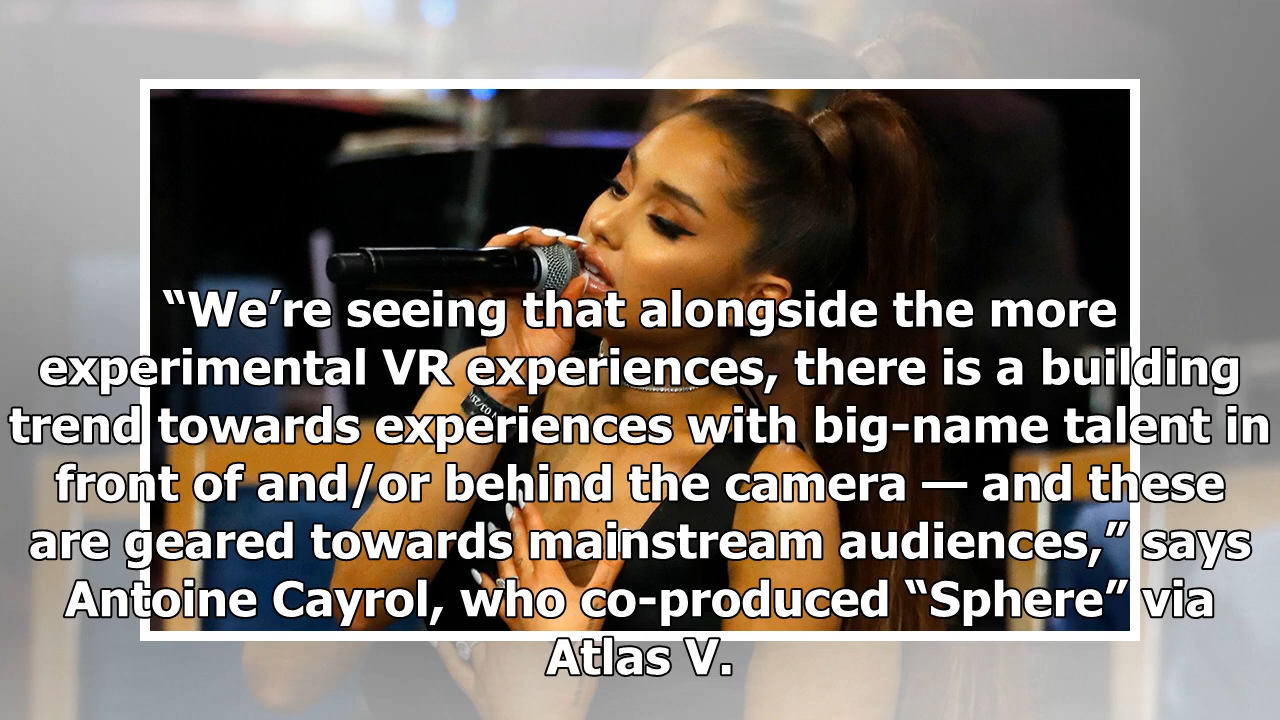 “We’re seeing that alongside the more
experimental VR experiences, there is a building
trend towards experiences with big-name talent in
front of and/or behind the camera — and these
are geared towards mainstream audiences,” says
Antoine Cayrol, who co-produced “Sphere” via
Atlas V.